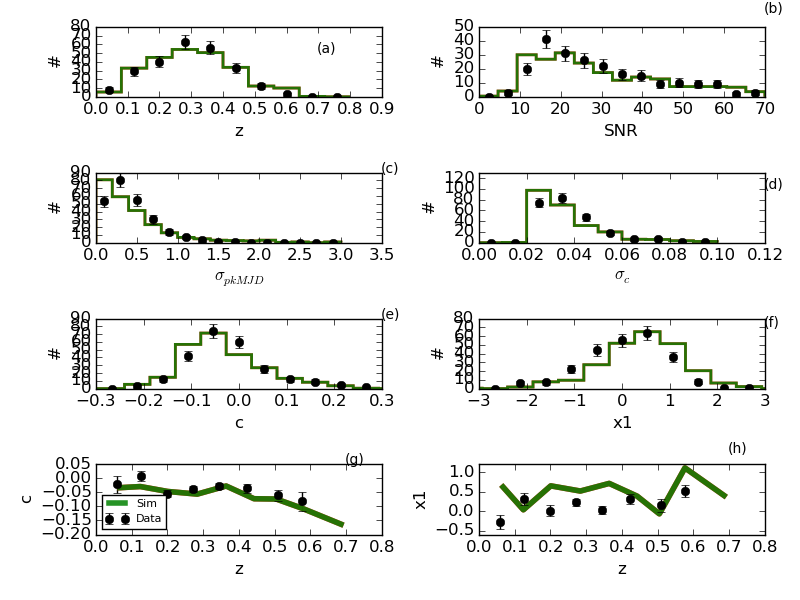 (a)
80
70
60
50
40
30
20
10
0
#
0.0 0.1 0.2 0.3 0.4 0.5 0.6 0.7 0.8 0.9
z
(b)
50
40
30
20
10
0
#
0 10 20 30 40 50 60 70
SNR
(c)
90
80
70
60
50
40
30
20
10
0
#
0.0 0.5 1.0 1.5 2.0 2.5 3.0 3.5
σpkMJD
(d)
120
100
80
60
40
20
0
#
0.00 0.02 0.04 0.06 0.08 0.10 0.12
σc
(e)
90
80
70
60
50
40
30
20
10
0
#
−0.3 −0.2 −0.1 0.0 0.1 0.2 0.3
c
(f)
80
70
60
50
40
30
20
10
0
#
−3 −2 −1 0 1 2 3
x1
(g)
0.05
0.00
−0.05
−0.10
−0.15
−0.20
c
Sim
Data
0.0 0.1 0.2 0.3 0.4 0.5 0.6 0.7 0.8
z
(h)
1.0
0.5
0.0
−0.5
x1
0.0 0.1 0.2 0.3 0.4 0.5 0.6 0.7 0.8
z